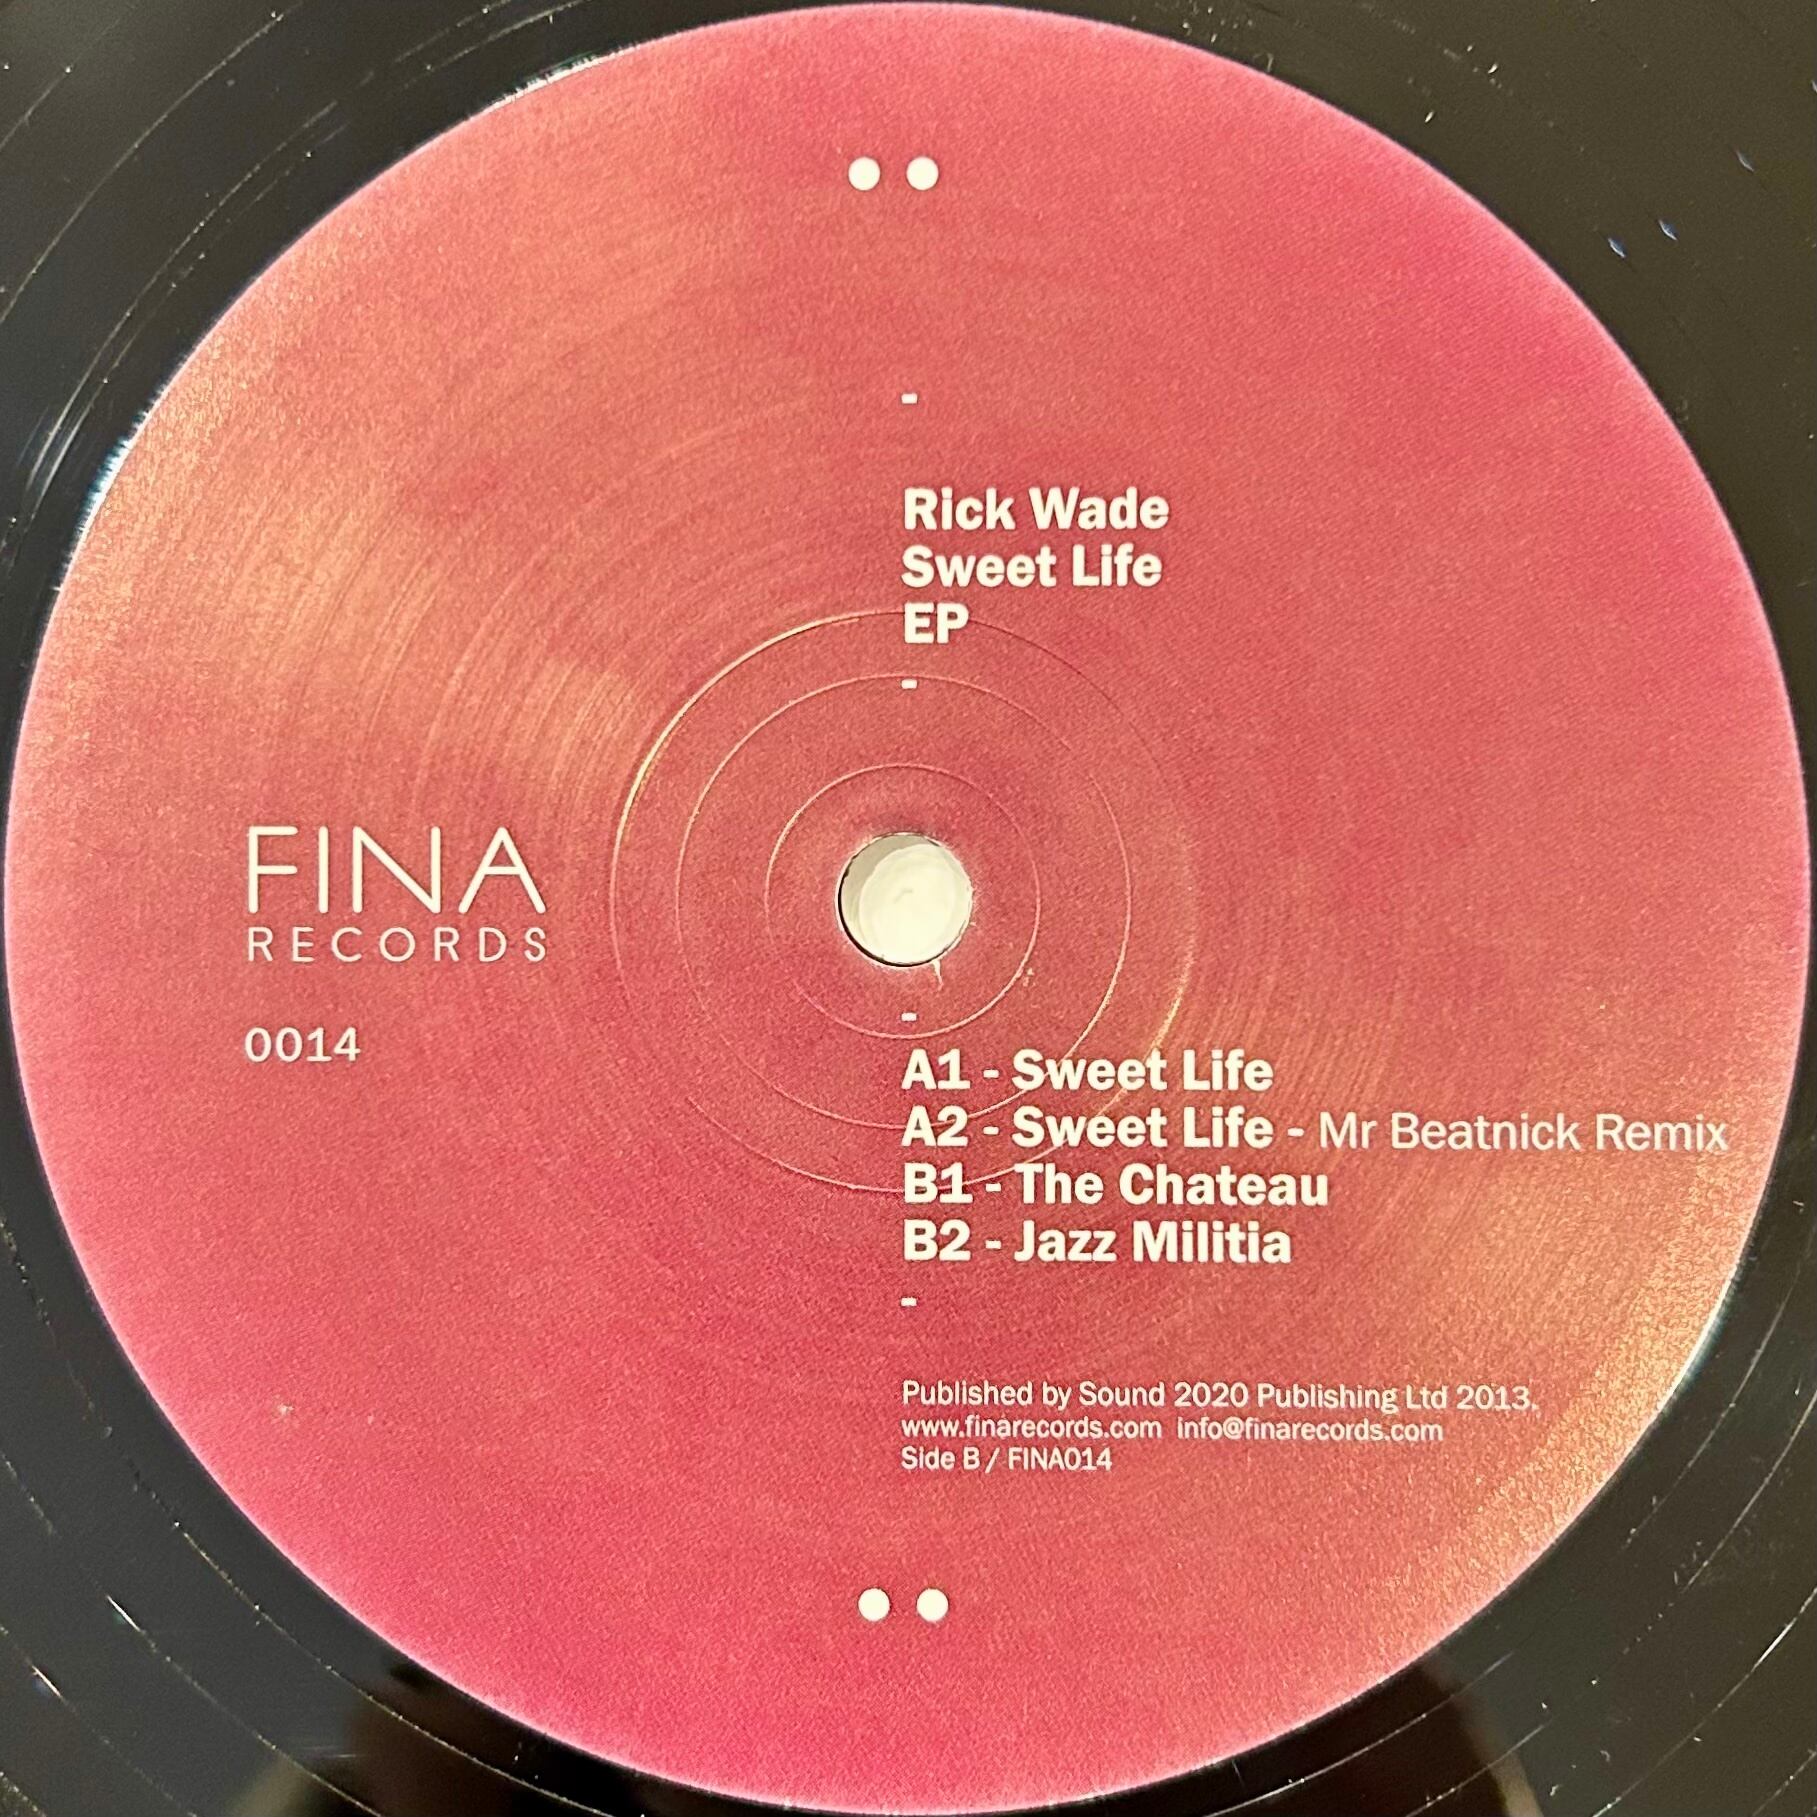 -
Rick Wade
Sweet Life
EP
-
FINA
RECORDS
0014
-
A1 - Sweet Life
A2 - Sweet Life - Mr Beatnick Remix
B1 - The Chateau
B2 - Jazz Militia
-
Published by Sound 2020 Publishing Ltd 2013.
www.finarecords.com info@finarecords.com
Side B / FINA014